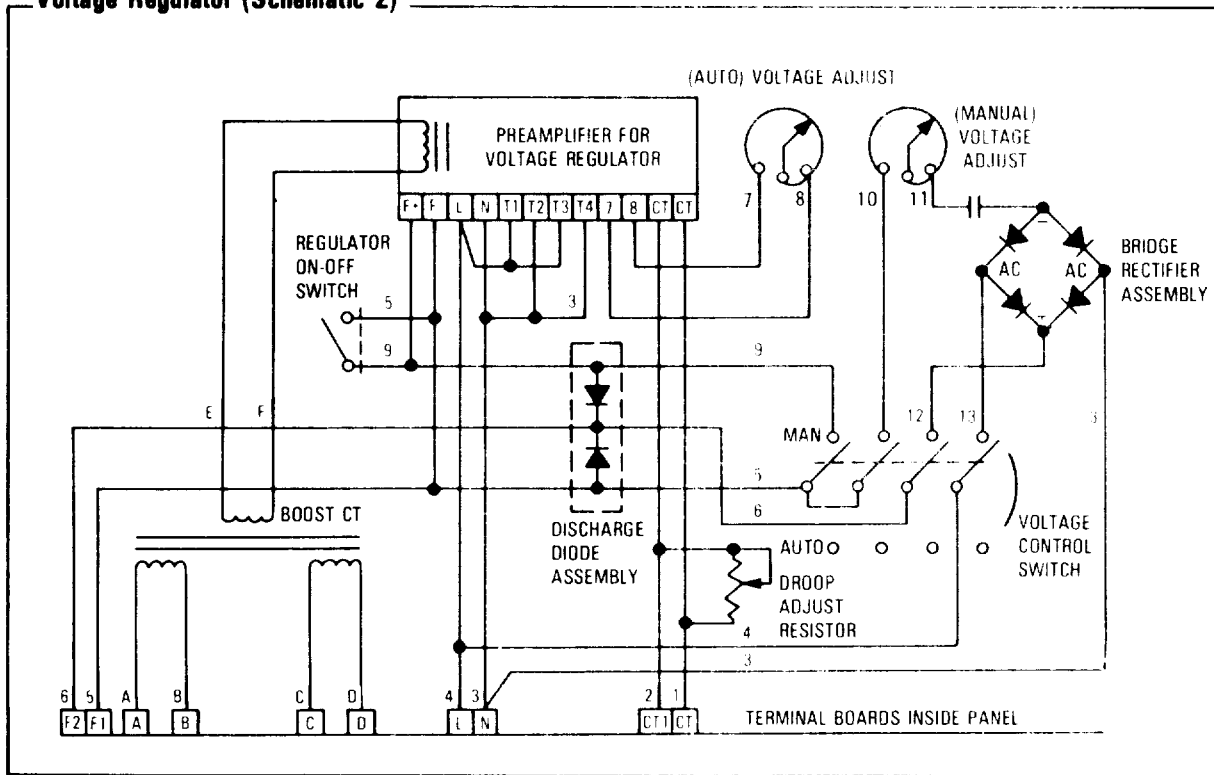 Voltage Regulator (Schematic 2)
(AUTO) VOLTAGE ADJUST
(MANUAL)
VOLTAGE
ADJUST
PREAMPLIFIER FOR
VOLTAGE REGULATOR
F+ F L N T1 T2 T3 T4 7 8 CT CT
7 8 10 11
REGULATOR
ON-OFF
SWITCH
5
9
3
9
BRIDGE
RECTIFIER
ASSEMBLY
−
AC AC
+
E F
MAN
12 13
3
5
6
BOOST CT
DISCHARGE
DIODE
ASSEMBLY
AUTO
VOLTAGE
CONTROL
SWITCH
DROOP
ADJUST
RESISTOR
4
3
6 5 A B C D 4 3 2 1
F2 F1 A B C D L N CT1 CT
TERMINAL BOARDS INSIDE PANEL